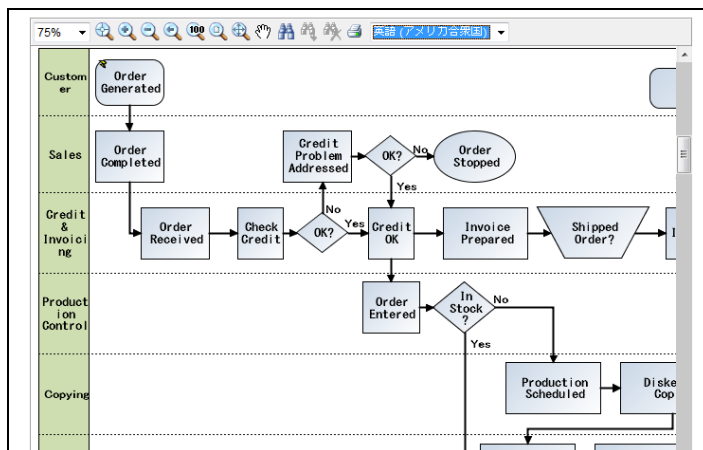 75%
100
英語 (アメリカ合衆国)
Custom
er
Order
Generated
Sales
Order
Completed
Credit
Problem
Addressed
OK?
No
Order
Stopped
Yes
Credit
&
Invoici
ng
Order
Received
Check
Credit
OK?
No
Yes
Credit
OK
Invoice
Prepared
Shipped
Order?
Product
ion
Control
Order
Entered
In
Stock
?
No
Yes
Copying
Production
Scheduled
Diske
Cop